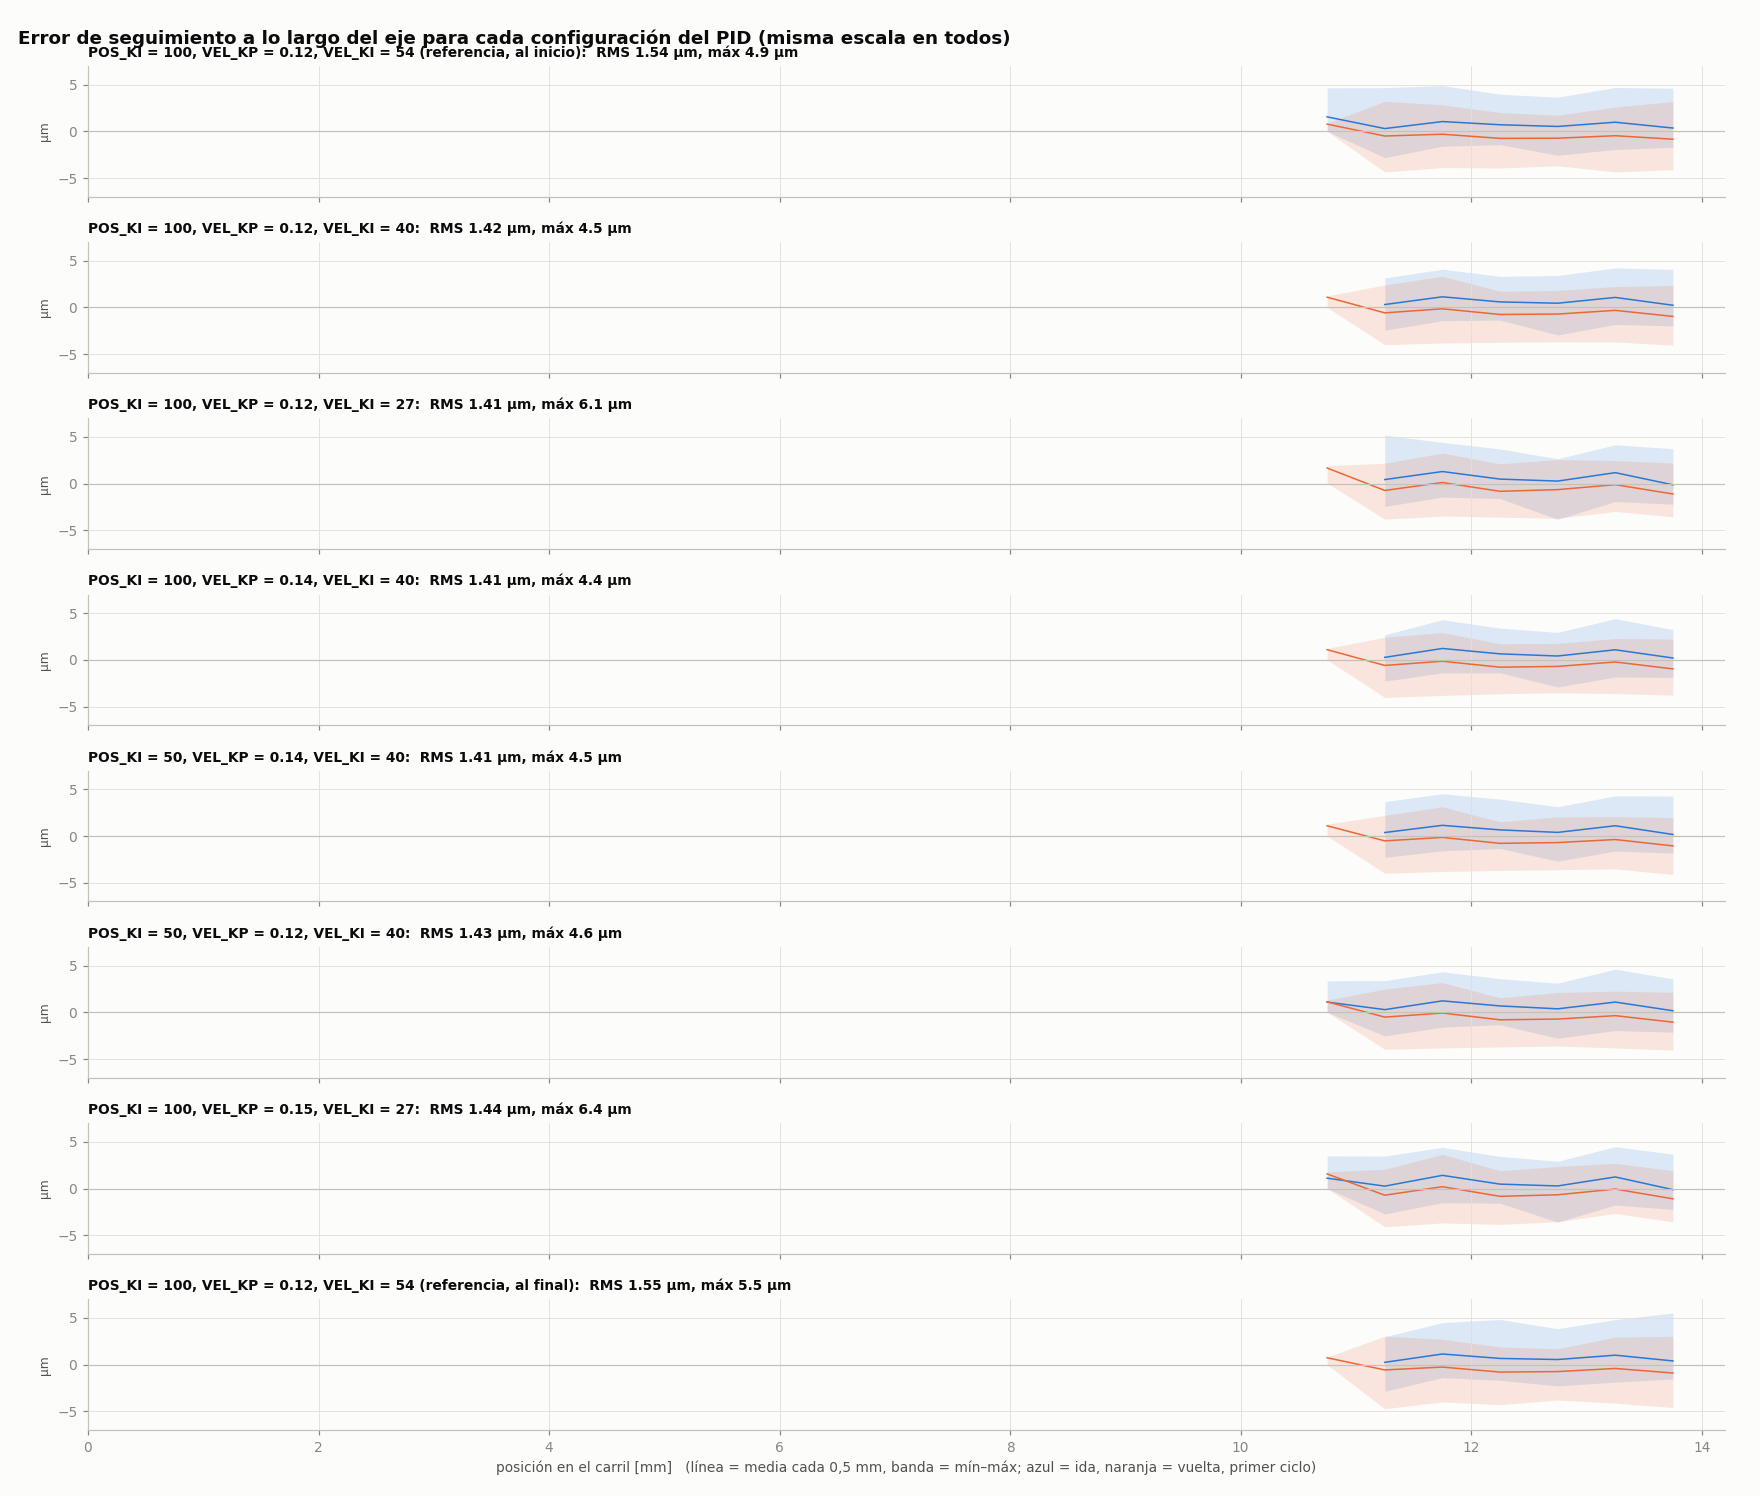 Error de seguimiento a lo largo del eje para cada configuración del PID (misma escala en todos)
POS_KI = 100, VEL_KP = 0.12, VEL_KI = 54 (referencia, al inicio):  RMS 1.54 µm, máx 4.9 µm
5
0
−5
µm
POS_KI = 100, VEL_KP = 0.12, VEL_KI = 40:  RMS 1.42 µm, máx 4.5 µm
5
0
−5
µm
POS_KI = 100, VEL_KP = 0.12, VEL_KI = 27:  RMS 1.41 µm, máx 6.1 µm
5
0
−5
µm
POS_KI = 100, VEL_KP = 0.14, VEL_KI = 40:  RMS 1.41 µm, máx 4.4 µm
5
0
−5
µm
POS_KI = 50, VEL_KP = 0.14, VEL_KI = 40:  RMS 1.41 µm, máx 4.5 µm
5
0
−5
µm
POS_KI = 50, VEL_KP = 0.12, VEL_KI = 40:  RMS 1.43 µm, máx 4.6 µm
5
0
−5
µm
POS_KI = 100, VEL_KP = 0.15, VEL_KI = 27:  RMS 1.44 µm, máx 6.4 µm
5
0
−5
µm
POS_KI = 100, VEL_KP = 0.12, VEL_KI = 54 (referencia, al final):  RMS 1.55 µm, máx 5.5 µm
5
0
−5
µm
0 2 4 6 8 10 12 14
posición en el carril [mm]   (línea = media cada 0,5 mm, banda = mín–máx; azul = ida, naranja = vuelta, primer ciclo)